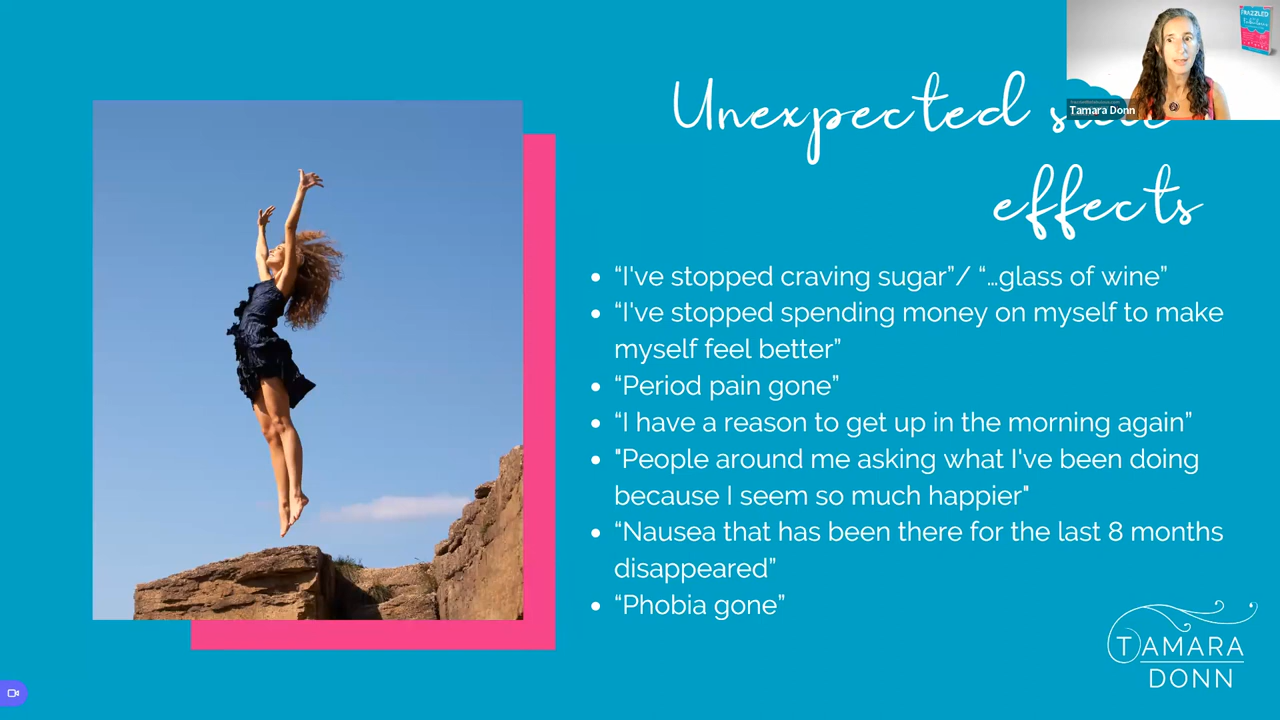 Unexpected side
effects
Tamara Donn
FRAZZLED
• “I've stopped craving sugar”/ “…glass of wine”
• “I've stopped spending money on myself to make
myself feel better”
• “Period pain gone”
• “I have a reason to get up in the morning again”
• "People around me asking what I've been doing
because I seem so much happier"
• “Nausea that has been there for the last 8 months
disappeared”
• “Phobia gone”
TAMARA
DONN